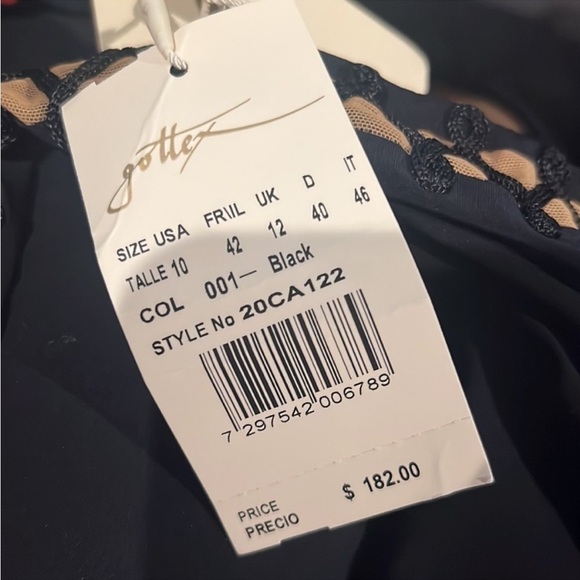 gottex
SIZE USA FR\IL UK D IT
TALLE 10 42 12 40 46
COL 001- Black
STYLE No 20CA122
7 297542 006789
PRICE $ 182.00
PRECIO